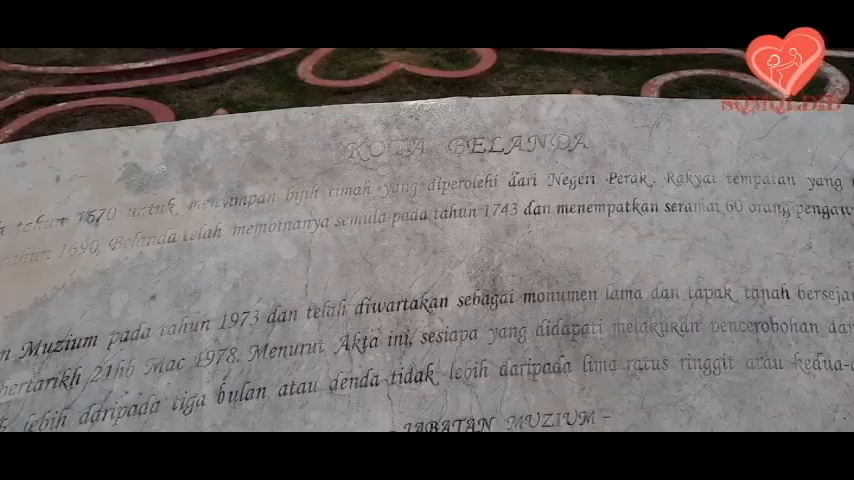 KOTA BELANDA
tahun 1670 untuk menyimpan bijih timah yang diperolehi dari Negeri Perak. Rakyat tempatan yang
tahun 1690, Belanda telah membinanya semula pada tahun 1743 dan menempatkan seramai 60 orang pengaw
n Muzium pada tahun 1973 dan telah diwartakan sebagai monumen lama dan tapak tanah bersejar
bertarikh 21hb Mac 1978. Menurut Akta ini, sesiapa yang didapati melakukan pencerobohan dan
lebih daripada tiga bulan atau denda tidak lebih daripada lima ratus ringgit atau kedua-
- JABATAN MUZIUM -